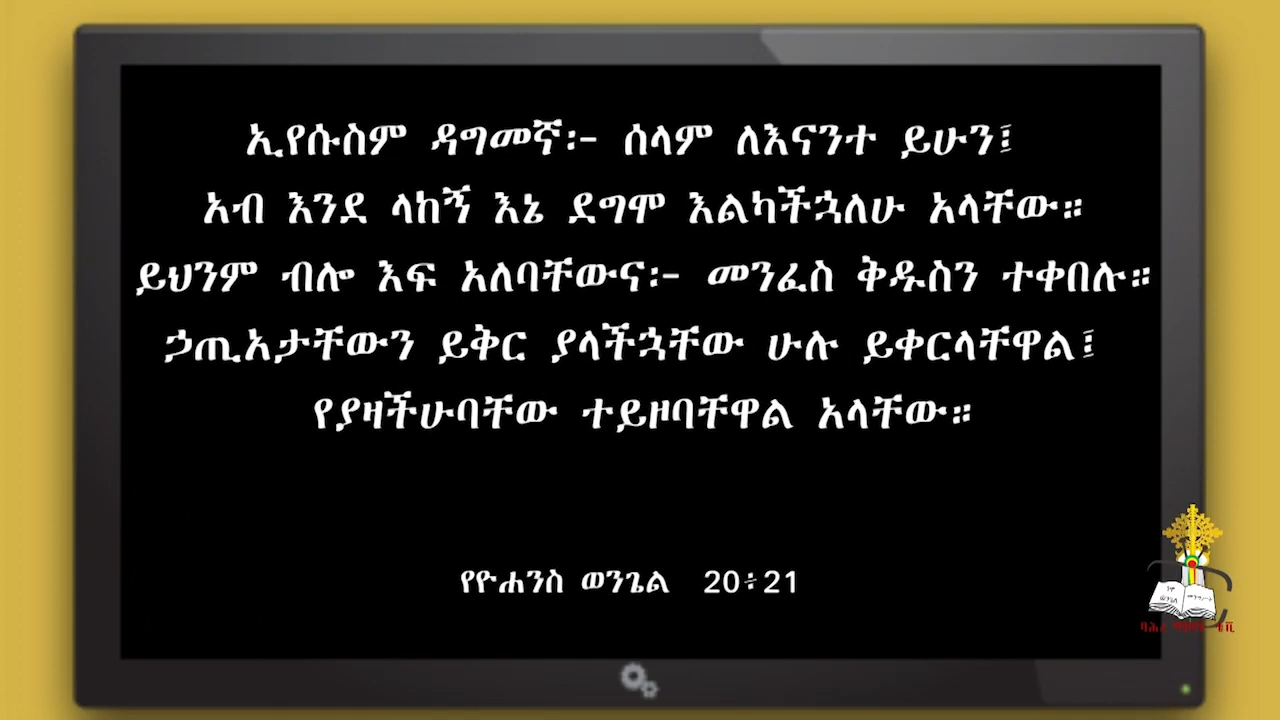 ኢየሱስም ዳግመኛ፡- ሰላም ለእናንተ ይሁን፤
አብ እንደ ላከኝ እኔ ደግሞ እልካችኋለሁ አላቸው።
ይህንም ብሎ እፍ አለባቸውና፡- መንፈስ ቅዱስን ተቀበሉ።
ኃጢአታቸውን ይቅር ያላችኋቸው ሁሉ ይቀርላቸዋል፤
የያዛችሁባቸው ተይዞባቸዋል አላቸው።
የዮሐንስ ወንጌል 20፥21